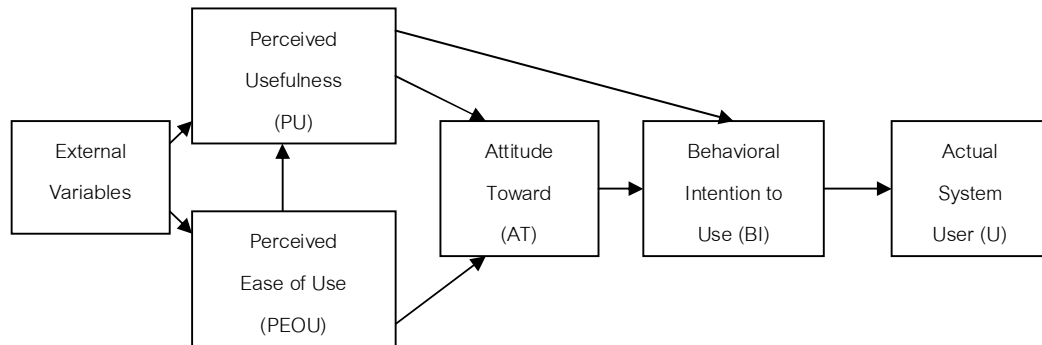 Perceived
Usefulness
(PU)
External
Variables
Perceived
Ease of Use
(PEOU)
Attitude
Toward
(AT)
Behavioral
Intention to
Use (BI)
Actual
System
User (U)